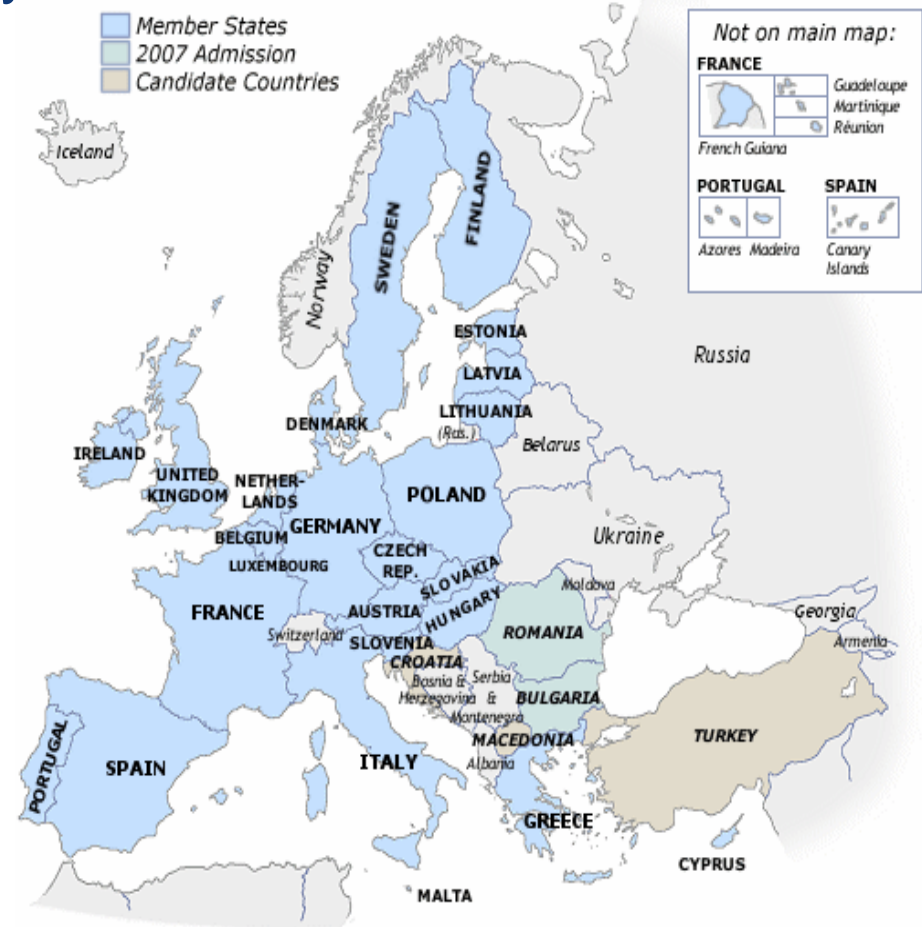 Member States
2007 Admission
Candidate Countries
Not on main map:
FRANCE
Guadeloupe
Martinique
Réunion
French Guiana
PORTUGAL
SPAIN
Azores
Madeira
Canary
Islands
Iceland
Norway
SWEDEN
FINLAND
Russia
ESTONIA
LATVIA
LITHUANIA
(Ras.)
DENMARK
Belarus
IRELAND
UNITED
KINGDOM
NETHER-
LANDS
POLAND
GERMANY
BELGIUM
Ukraine
LUXEMBOURG
CZECH
REP.
SLOVAKIA
Moldova
FRANCE
AUSTRIA
HUNGARY
Switzerland
SLOVENIA
ROMANIA
Georgia
Armenia
CROATIA
Bosnia &
Herzegovina
Serbia
&
Montenegro
BULGARIA
MACEDONIA
Albania
TURKEY
PORTUGAL
SPAIN
ITALY
GREECE
CYPRUS
MALTA